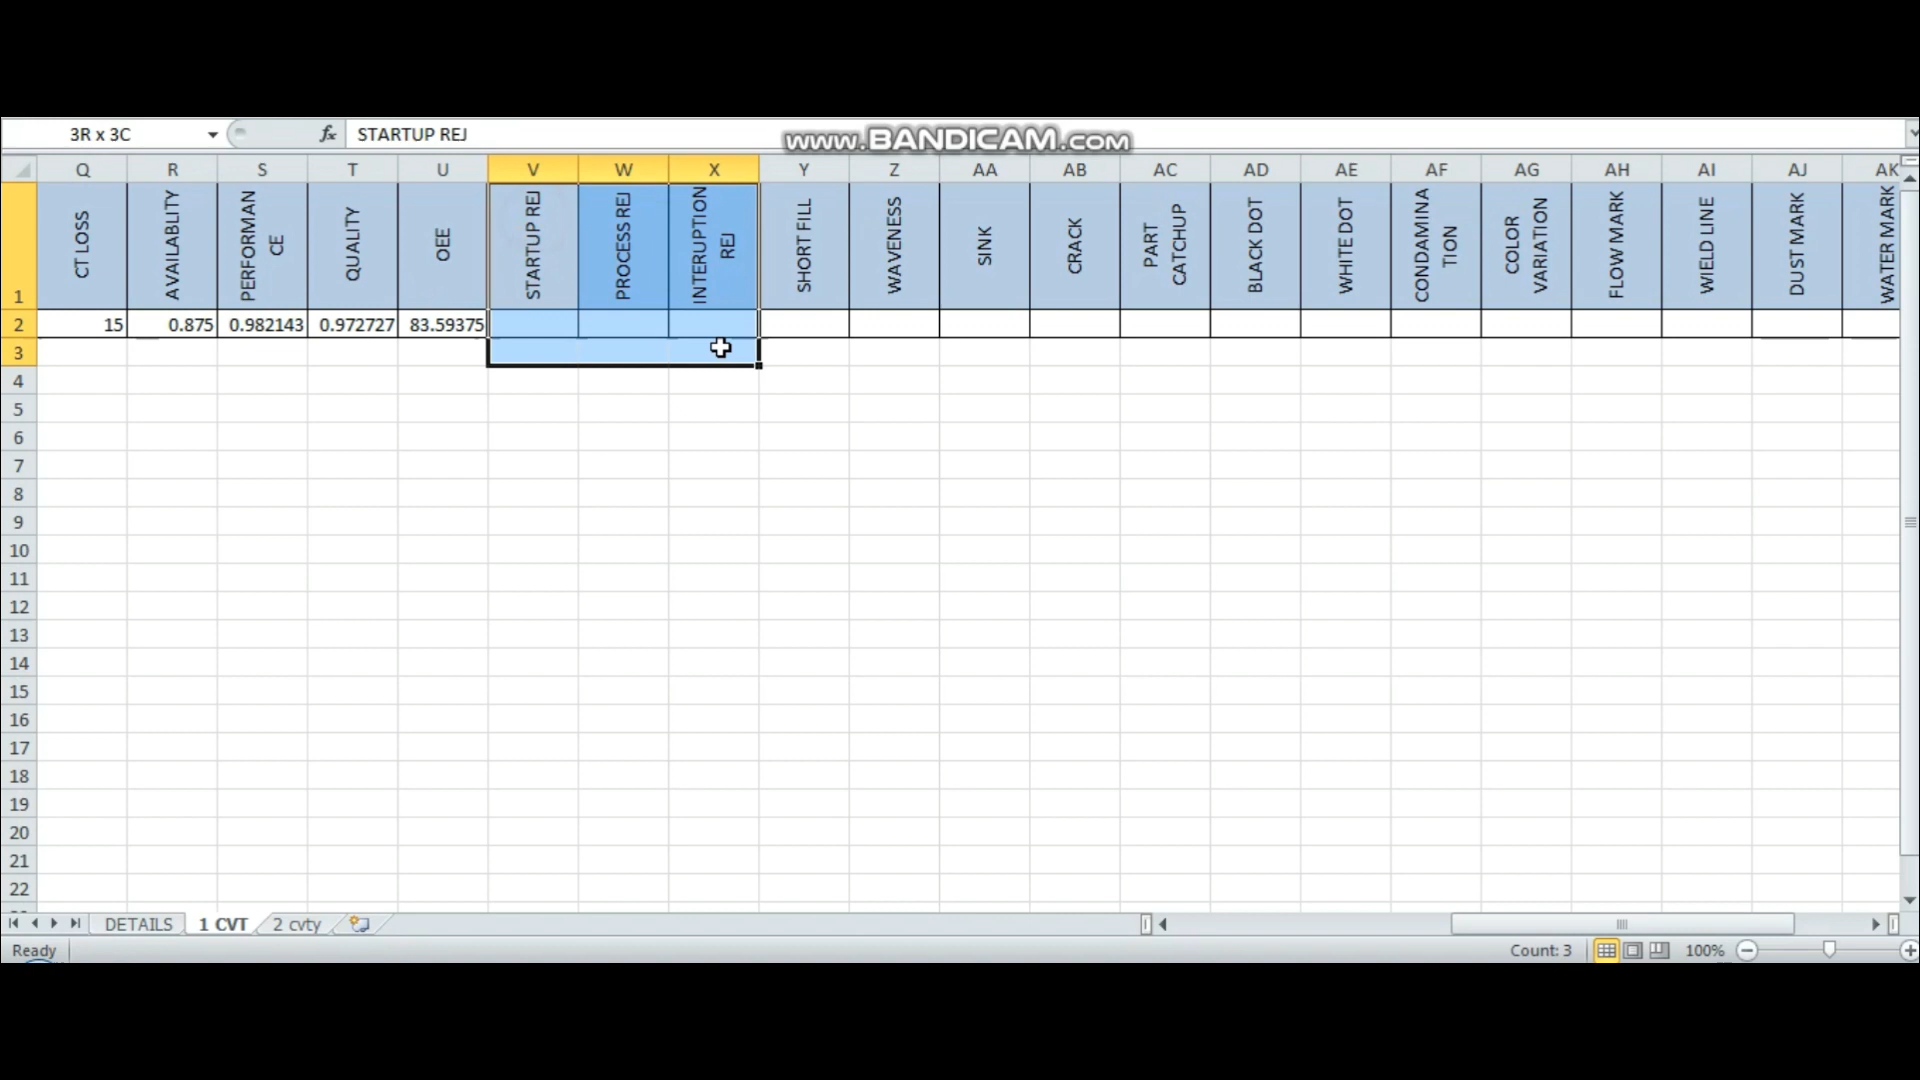 3R x 3C fx STARTUP REJ www.BANDICAM.com
Q R S T U V W X Y Z AA AB AC AD AE AF AG AH AI AJ AK
1
CT LOSS
AVAILABLITY
PERFORMAN
CE
QUALITY
OEE
STARTUP REJ
PROCESS REJ
INTERUPTION
REJ
SHORT FILL
WAVENESS
SINK
CRACK
PART
CATCHUP
BLACK DOT
WHITE DOT
CONDAMINA
TION
COLOR
VARIATION
FLOW MARK
WIELD LINE
DUST MARK
WATER MARK
2 15 0.875 0.982143 0.972727 83.59375
3
4
5
6
7
8
9
10
11
12
13
14
15
16
17
18
19
20
21
22
DETAILS 1 CVT 2 cvty
Ready Count: 3 100%